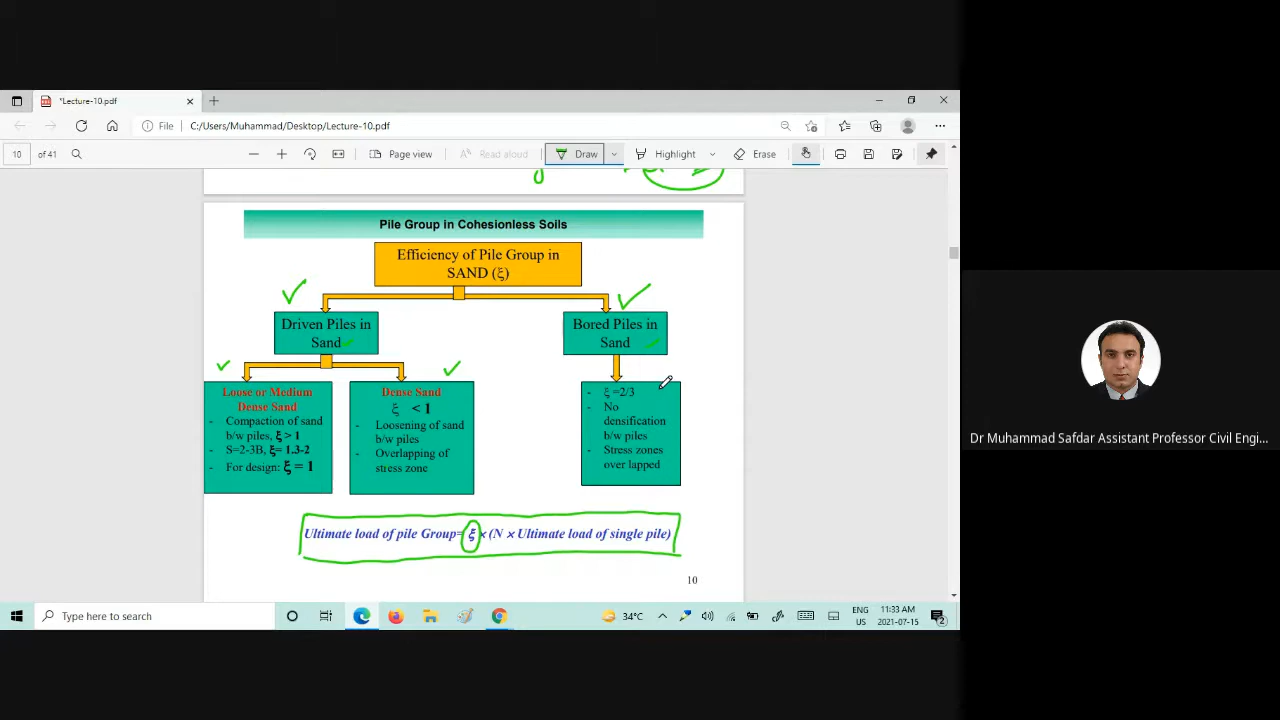 *Lecture-10.pdf
File
C:/Users/Muhammad/Desktop/Lecture-10.pdf
10
of 41
Page view
Read aloud
Draw
Highlight
Erase
Pile Group in Cohesionless Soils
Efficiency of Pile Group in
SAND (ξ)
Driven Piles in
Sand
Bored Piles in
Sand
Loose or Medium
Dense Sand
- Compaction of sand
b/w piles, ξ > 1
- S=2-3B, ξ= 1.3-2
- For design: ξ = 1
Dense Sand
ξ < 1
- Loosening of sand
b/w piles
- Overlapping of
stress zone
- ξ =2/3
- No
densification
b/w piles
- Stress zones
over lapped
Ultimate load of pile Group= ξ × (N × Ultimate load of single pile)
10
Dr Muhammad Safdar Assistant Professor Civil Engi...
Type here to search
34°C
ENG
US
11:33 AM
2021-07-15
2